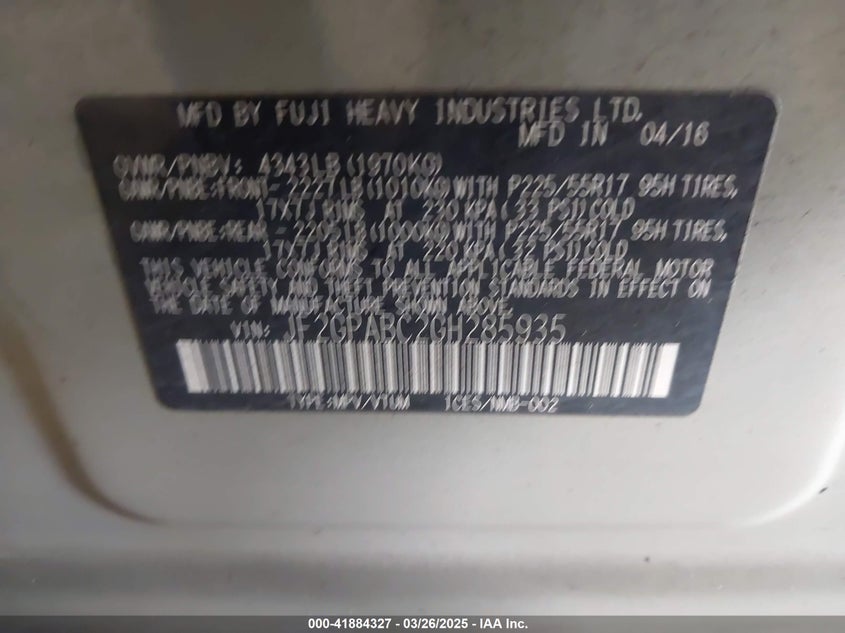 MFD BY FUJI HEAVY INDUSTRIES LTD.
MFD IN 04/16
GVWR/PNBV: 4343LB(1970KG)
GAWR/PNBE:FRONT- 2227LB(1010KG)WITH P225/55R17 95H TIRES,
17X7J RIMS, AT 230 KPA(33 PSI)COLD
GAWR/PNBE:REAR - 2205LB(1000KG)WITH P225/55R17 95H TIRES,
17X7J RIMS, AT 220 KPA(32 PSI)COLD
THIS VEHICLE CONFORMS TO ALL APPLICABLE FEDERAL MOTOR
VEHICLE SAFETY AND THEFT PREVENTION STANDARDS IN EFFECT ON
THE DATE OF MANUFACTURE SHOWN ABOVE.
VIN: JF2GPABC2GH285935
TYPE:MPV/VTUM ICES/NMB-002
000-41884327 - 03/26/2025 - IAA Inc.